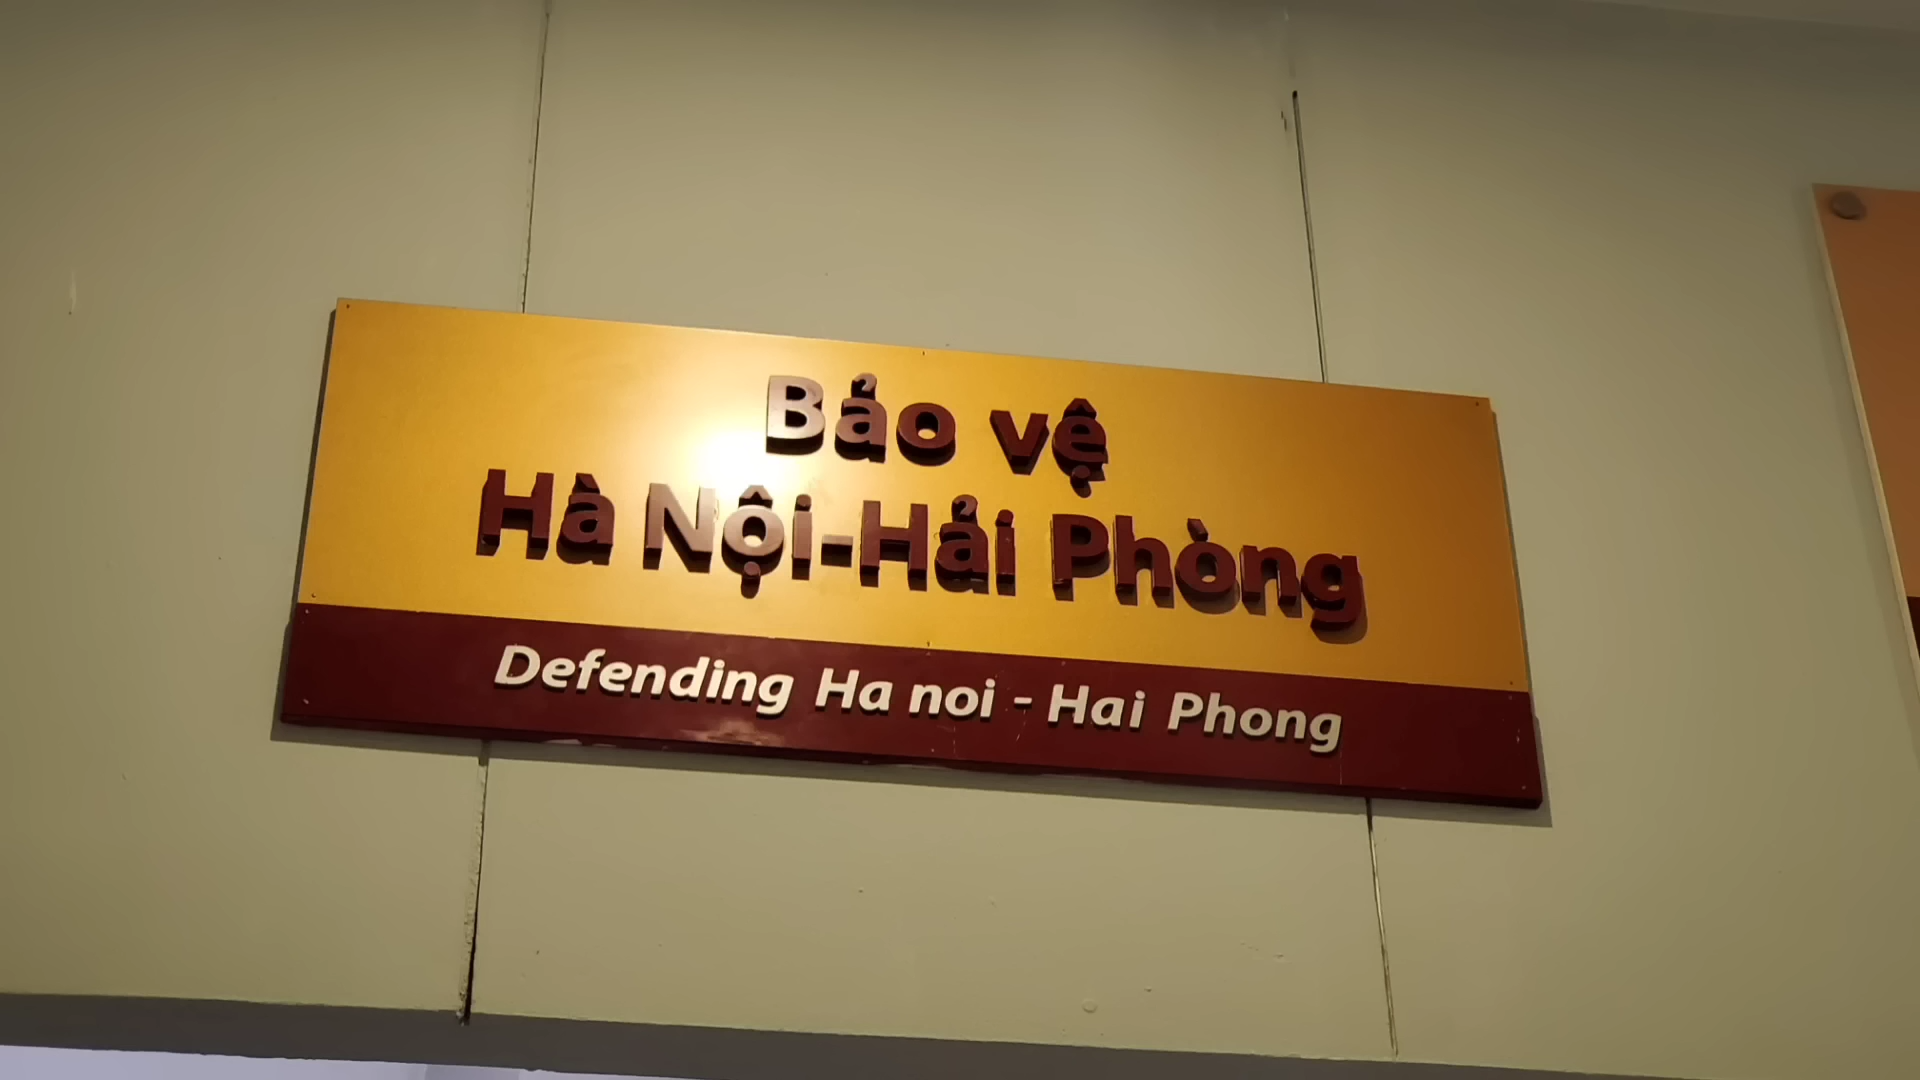 Bảo vệ
Hà Nội-Hải Phòng
Defending Ha noi - Hai Phong